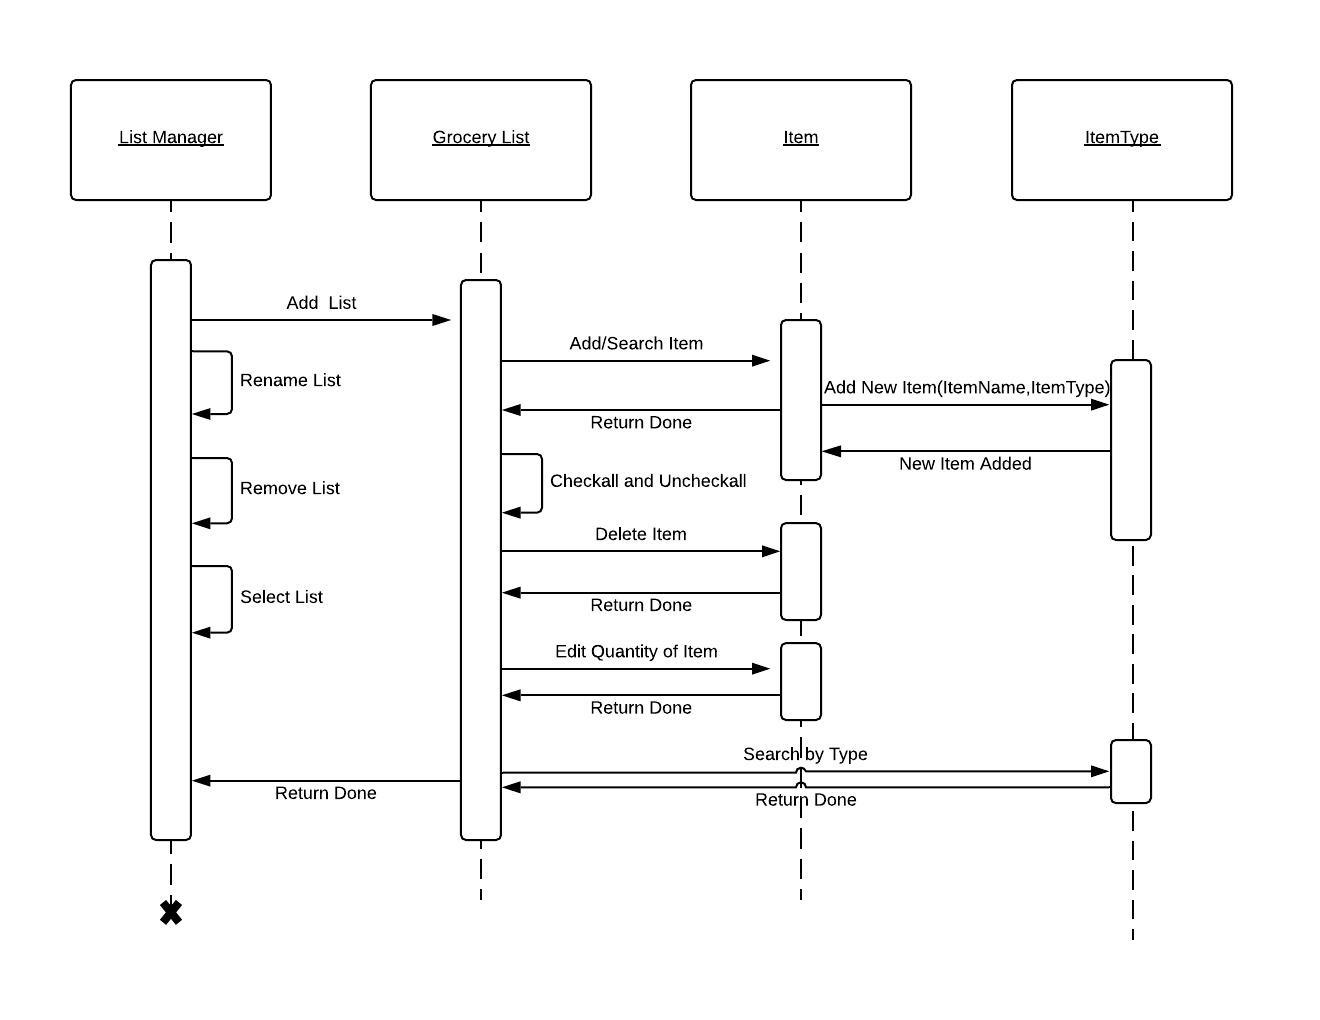 List Manager
Grocery List
Item
ItemType
Add  List
Add/Search Item
Rename List
Add New Item(ItemName,ItemType)
Return Done
New Item Added
Checkall and Uncheckall
Remove List
Delete Item
Select List
Return Done
Edit Quantity of Item
Return Done
Search by Type
Return Done
Return Done